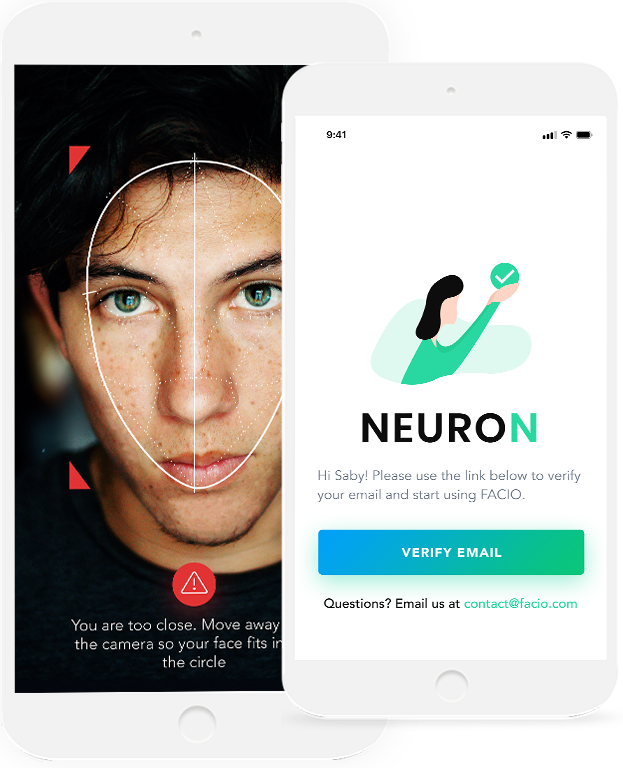 You are too close. Move away
the camera so your face fits in
the circle
9:41
NEURON
Hi Saby! Please use the link below to verify
your email and start using FACIO.
VERIFY EMAIL
Questions? Email us at contact@facio.com